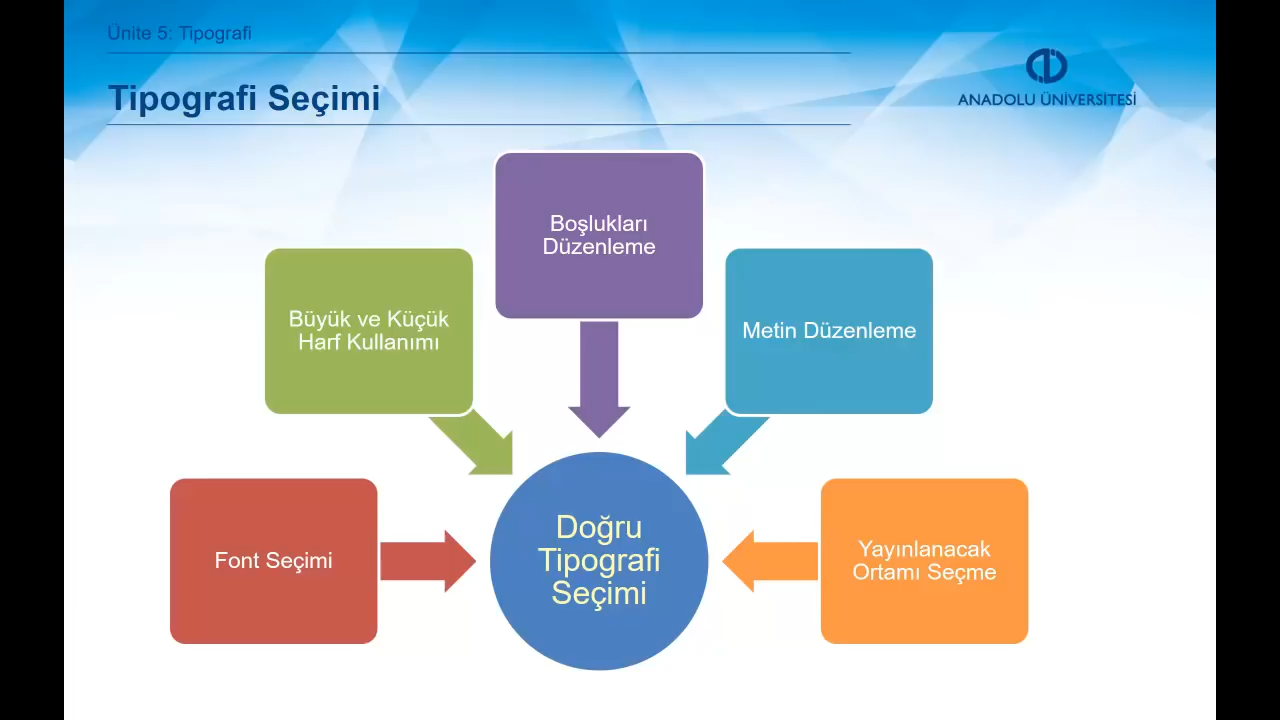 Ünite 5: Tipografi
Tipografi Seçimi
ANADOLU ÜNİVERSİTESİ
Boşlukları
Düzenleme
Büyük ve Küçük
Harf Kullanımı
Metin Düzenleme
Font Seçimi
Doğru
Tipografi
Seçimi
Yayınlanacak
Ortamı Seçme